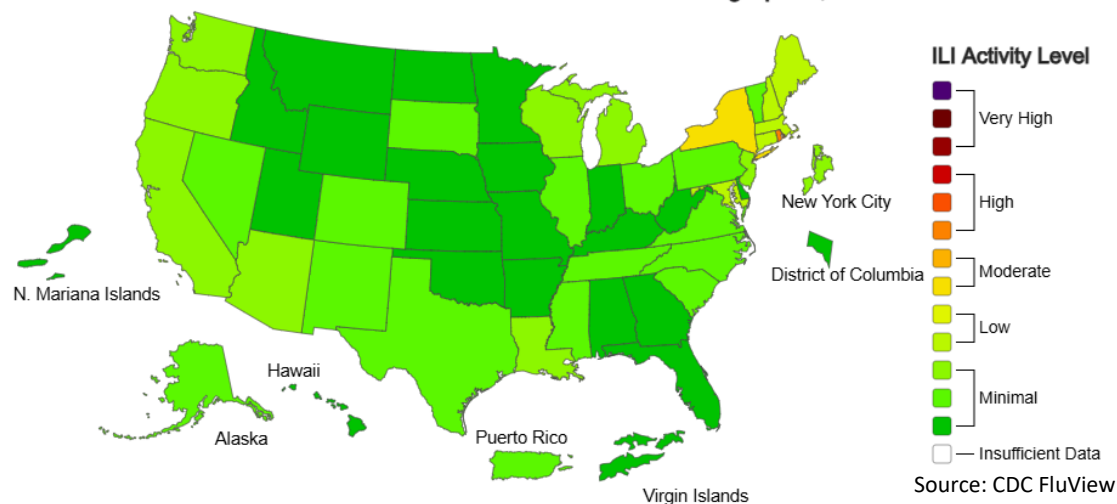 ILI Activity Level
Very High
High
Moderate
Low
Minimal
Insufficient Data
New York City
District of Columbia
N. Mariana Islands
Hawaii
Alaska
Puerto Rico
Virgin Islands
Source: CDC FluView